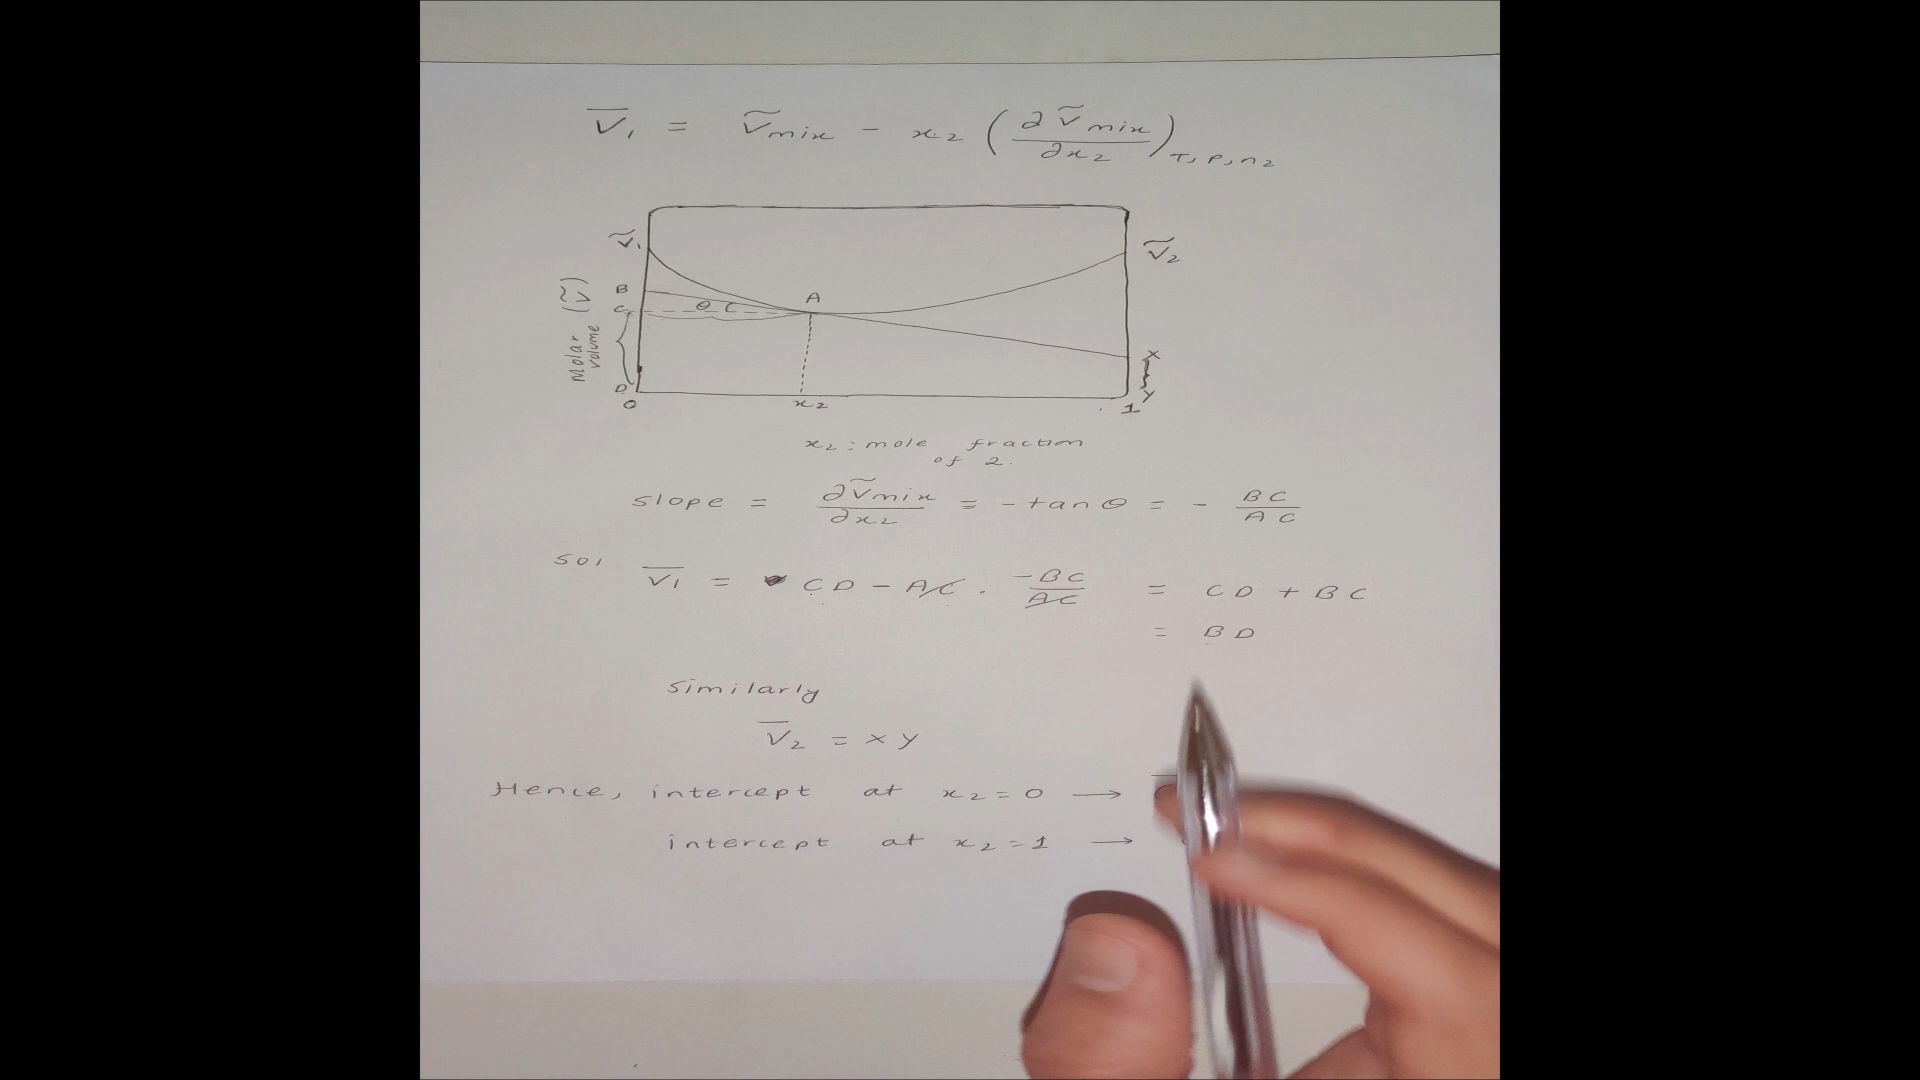 V̅₁ = Ṽmix - x₂ (∂Ṽmix / ∂x₂)T, P, n₂
Ṽ₁
Ṽ₂
B
θ
A
C
Molar volume (Ṽ)
X
D
Y
0
x₂
1
x₂ : mole fraction
of 2.
slope = ∂Ṽmix / ∂x₂ = - tan θ = - BC / AC
So, V̅₁ = CD - AC . -BC / AC = CD + BC
= BD
Similarly
V̅₂ = XY
Hence, intercept at x₂ = 0 →
intercept at x₂ = 1 →